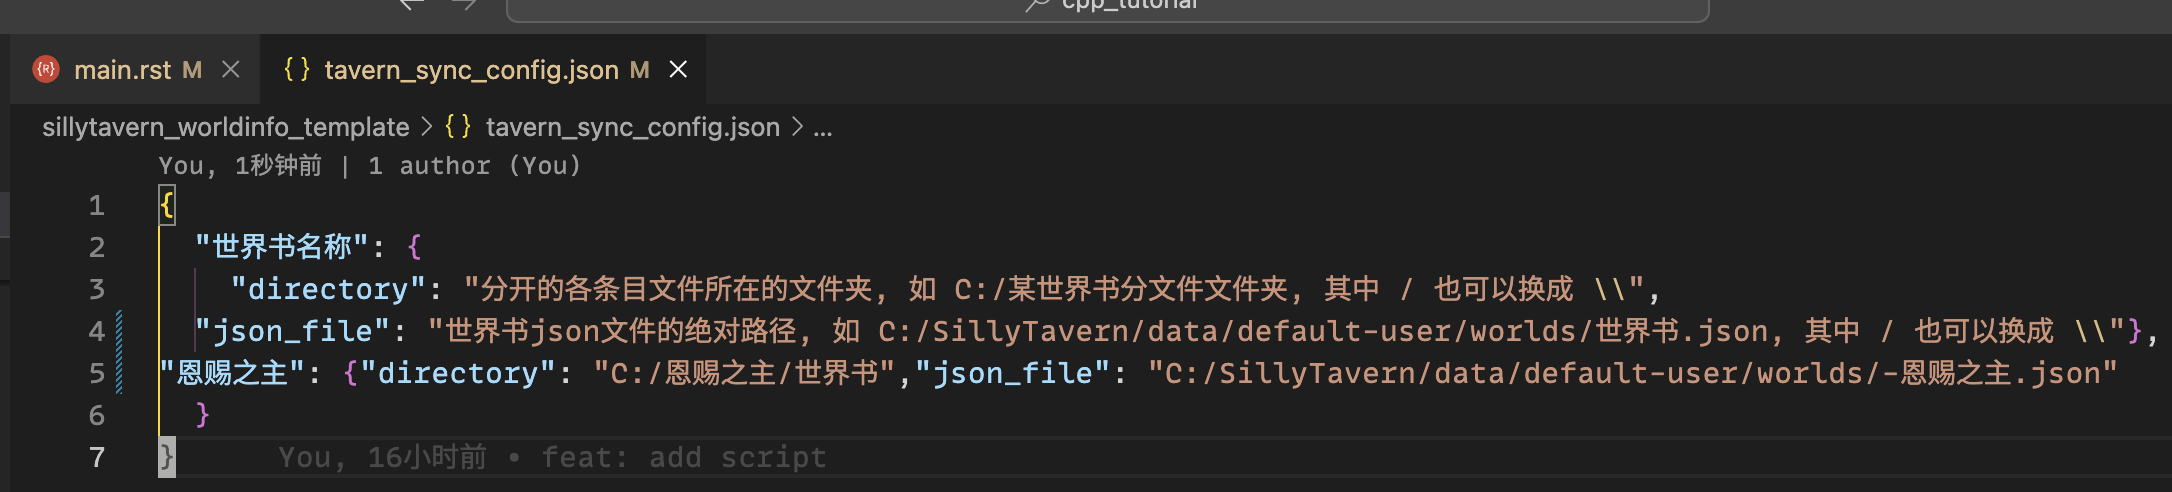 cpp_tutorial
main.rst M
tavern_sync_config.json M
sillytavern_worldinfo_template > {} tavern_sync_config.json > ...
You, 1秒钟前 | 1 author (You)
1 {
2 "世界书名称": {
3 "directory": "分开的各条目文件所在的文件夹, 如 C:/某世界书分文件文件夹, 其中 / 也可以换成 \\",
4 "json_file": "世界书json文件的绝对路径, 如 C:/SillyTavern/data/default-user/worlds/世界书.json, 其中 / 也可以换成 \\"},
5 "恩赐之主": {"directory": "C:/恩赐之主/世界书","json_file": "C:/SillyTavern/data/default-user/worlds/-恩赐之主.json"
6 }
7 } You, 16小时前 • feat: add script